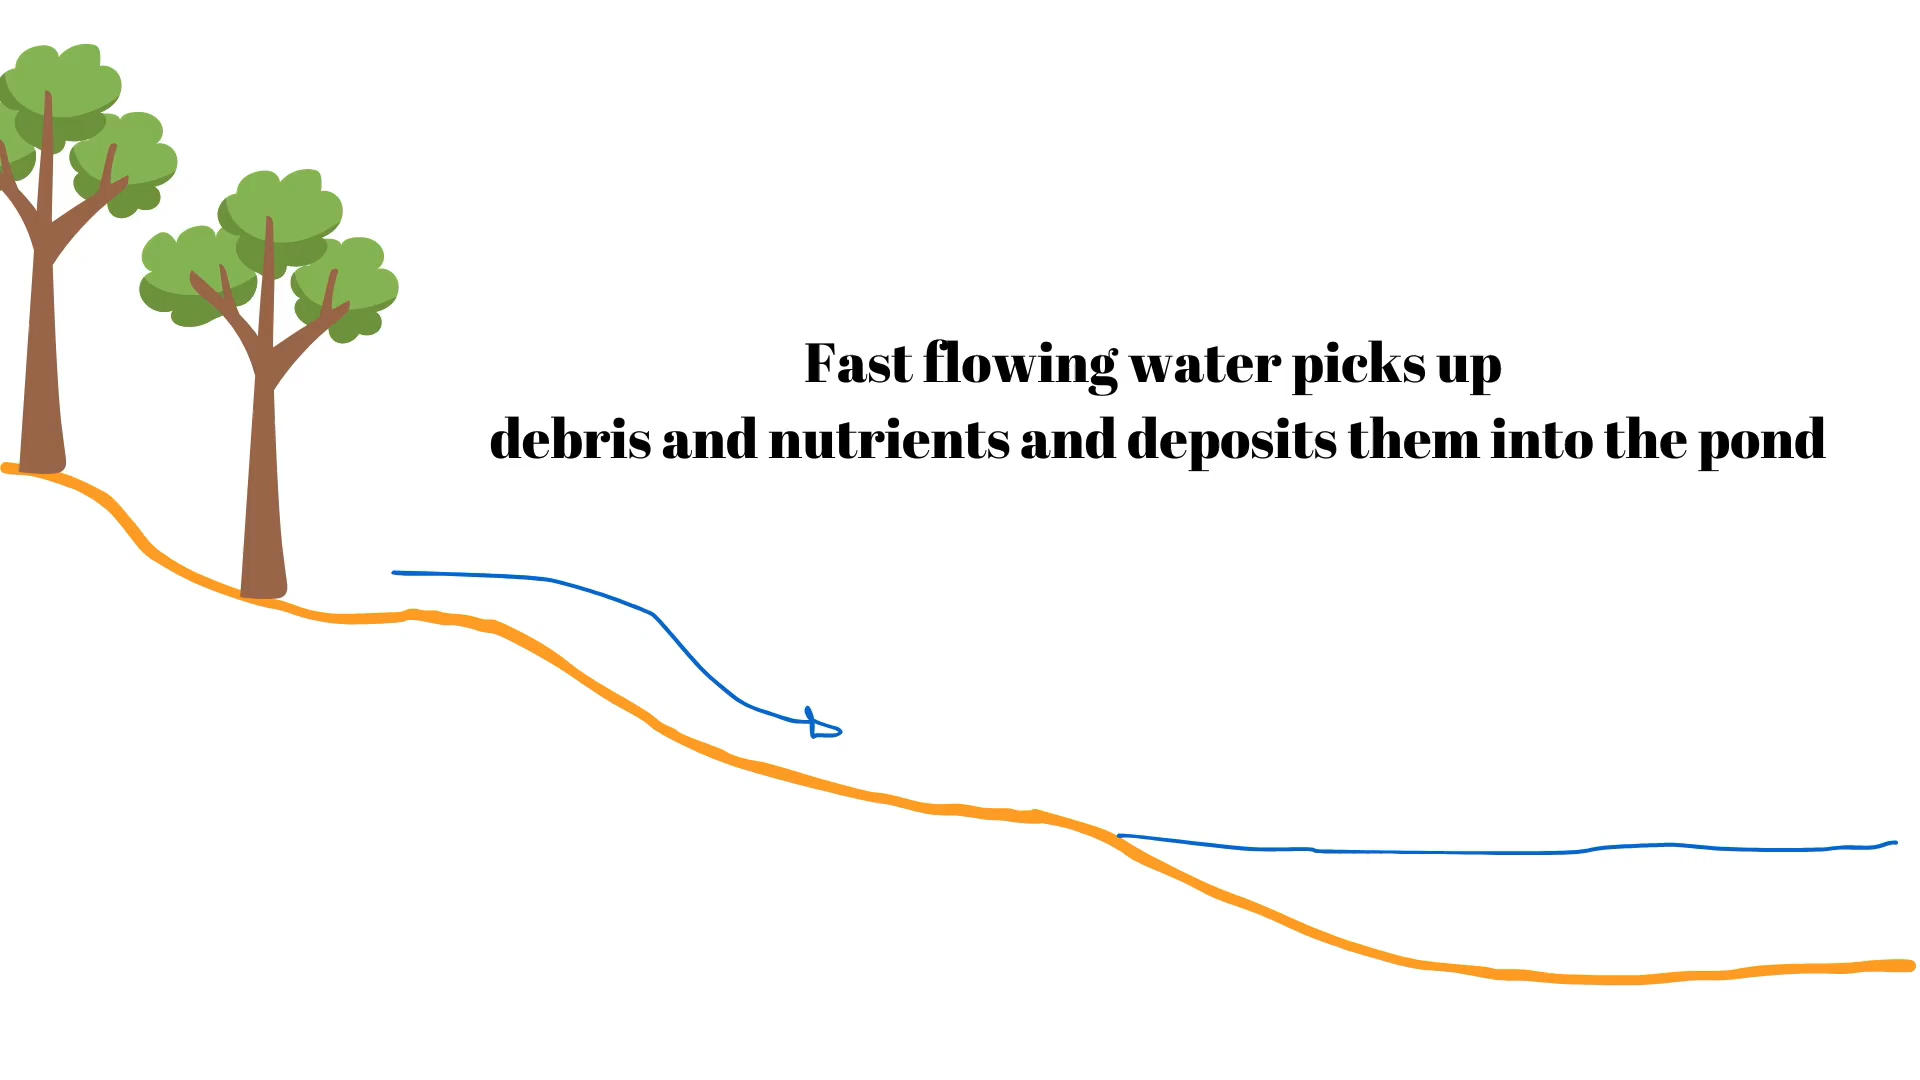 Fast flowing water picks up
debris and nutrients and deposits them into the pond